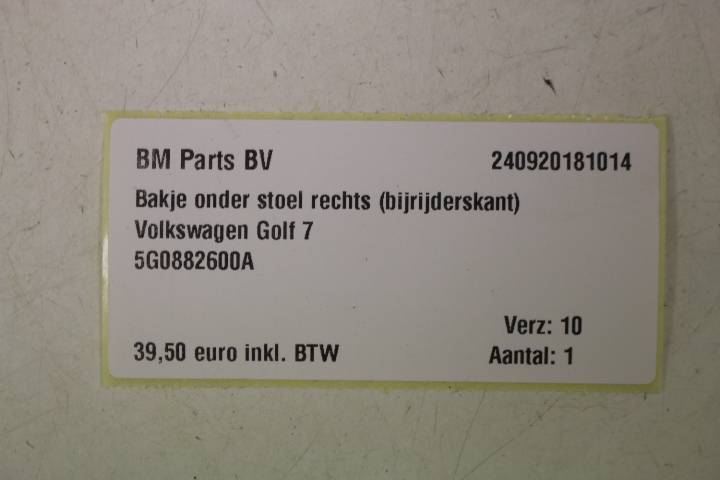 BM Parts BV 240920181014
Bakje onder stoel rechts (bijrijderskant)
Volkswagen Golf 7
5G0882600A
Verz: 10
39,50 euro inkl. BTW Aantal: 1